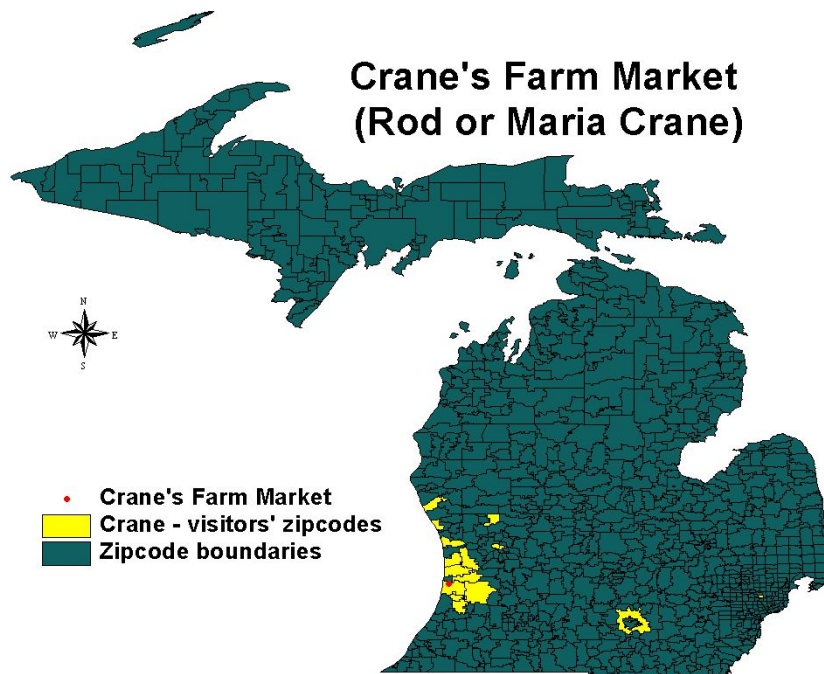 Crane's Farm Market
(Rod or Maria Crane)
N
W E
S
Crane's Farm Market
Crane - visitors' zipcodes
Zipcode boundaries